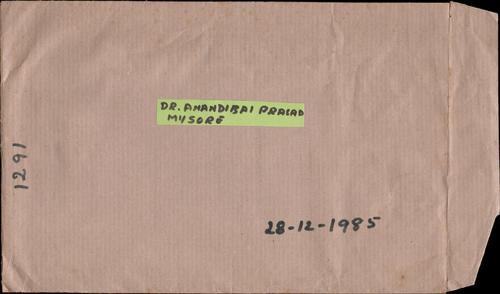 DR. ANANDIBAI PRASAD
MYSORE
1291
28-12-1985